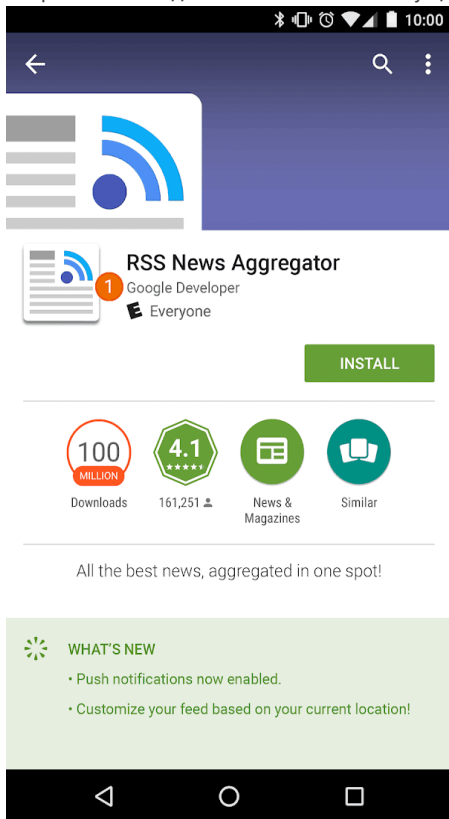 10:00
RSS News Aggregator
1
Google Developer
E Everyone
INSTALL
100
MILLION
Downloads
4.1
161,251
News &
Magazines
Similar
All the best news, aggregated in one spot!
WHAT'S NEW
• Push notifications now enabled.
• Customize your feed based on your current location!